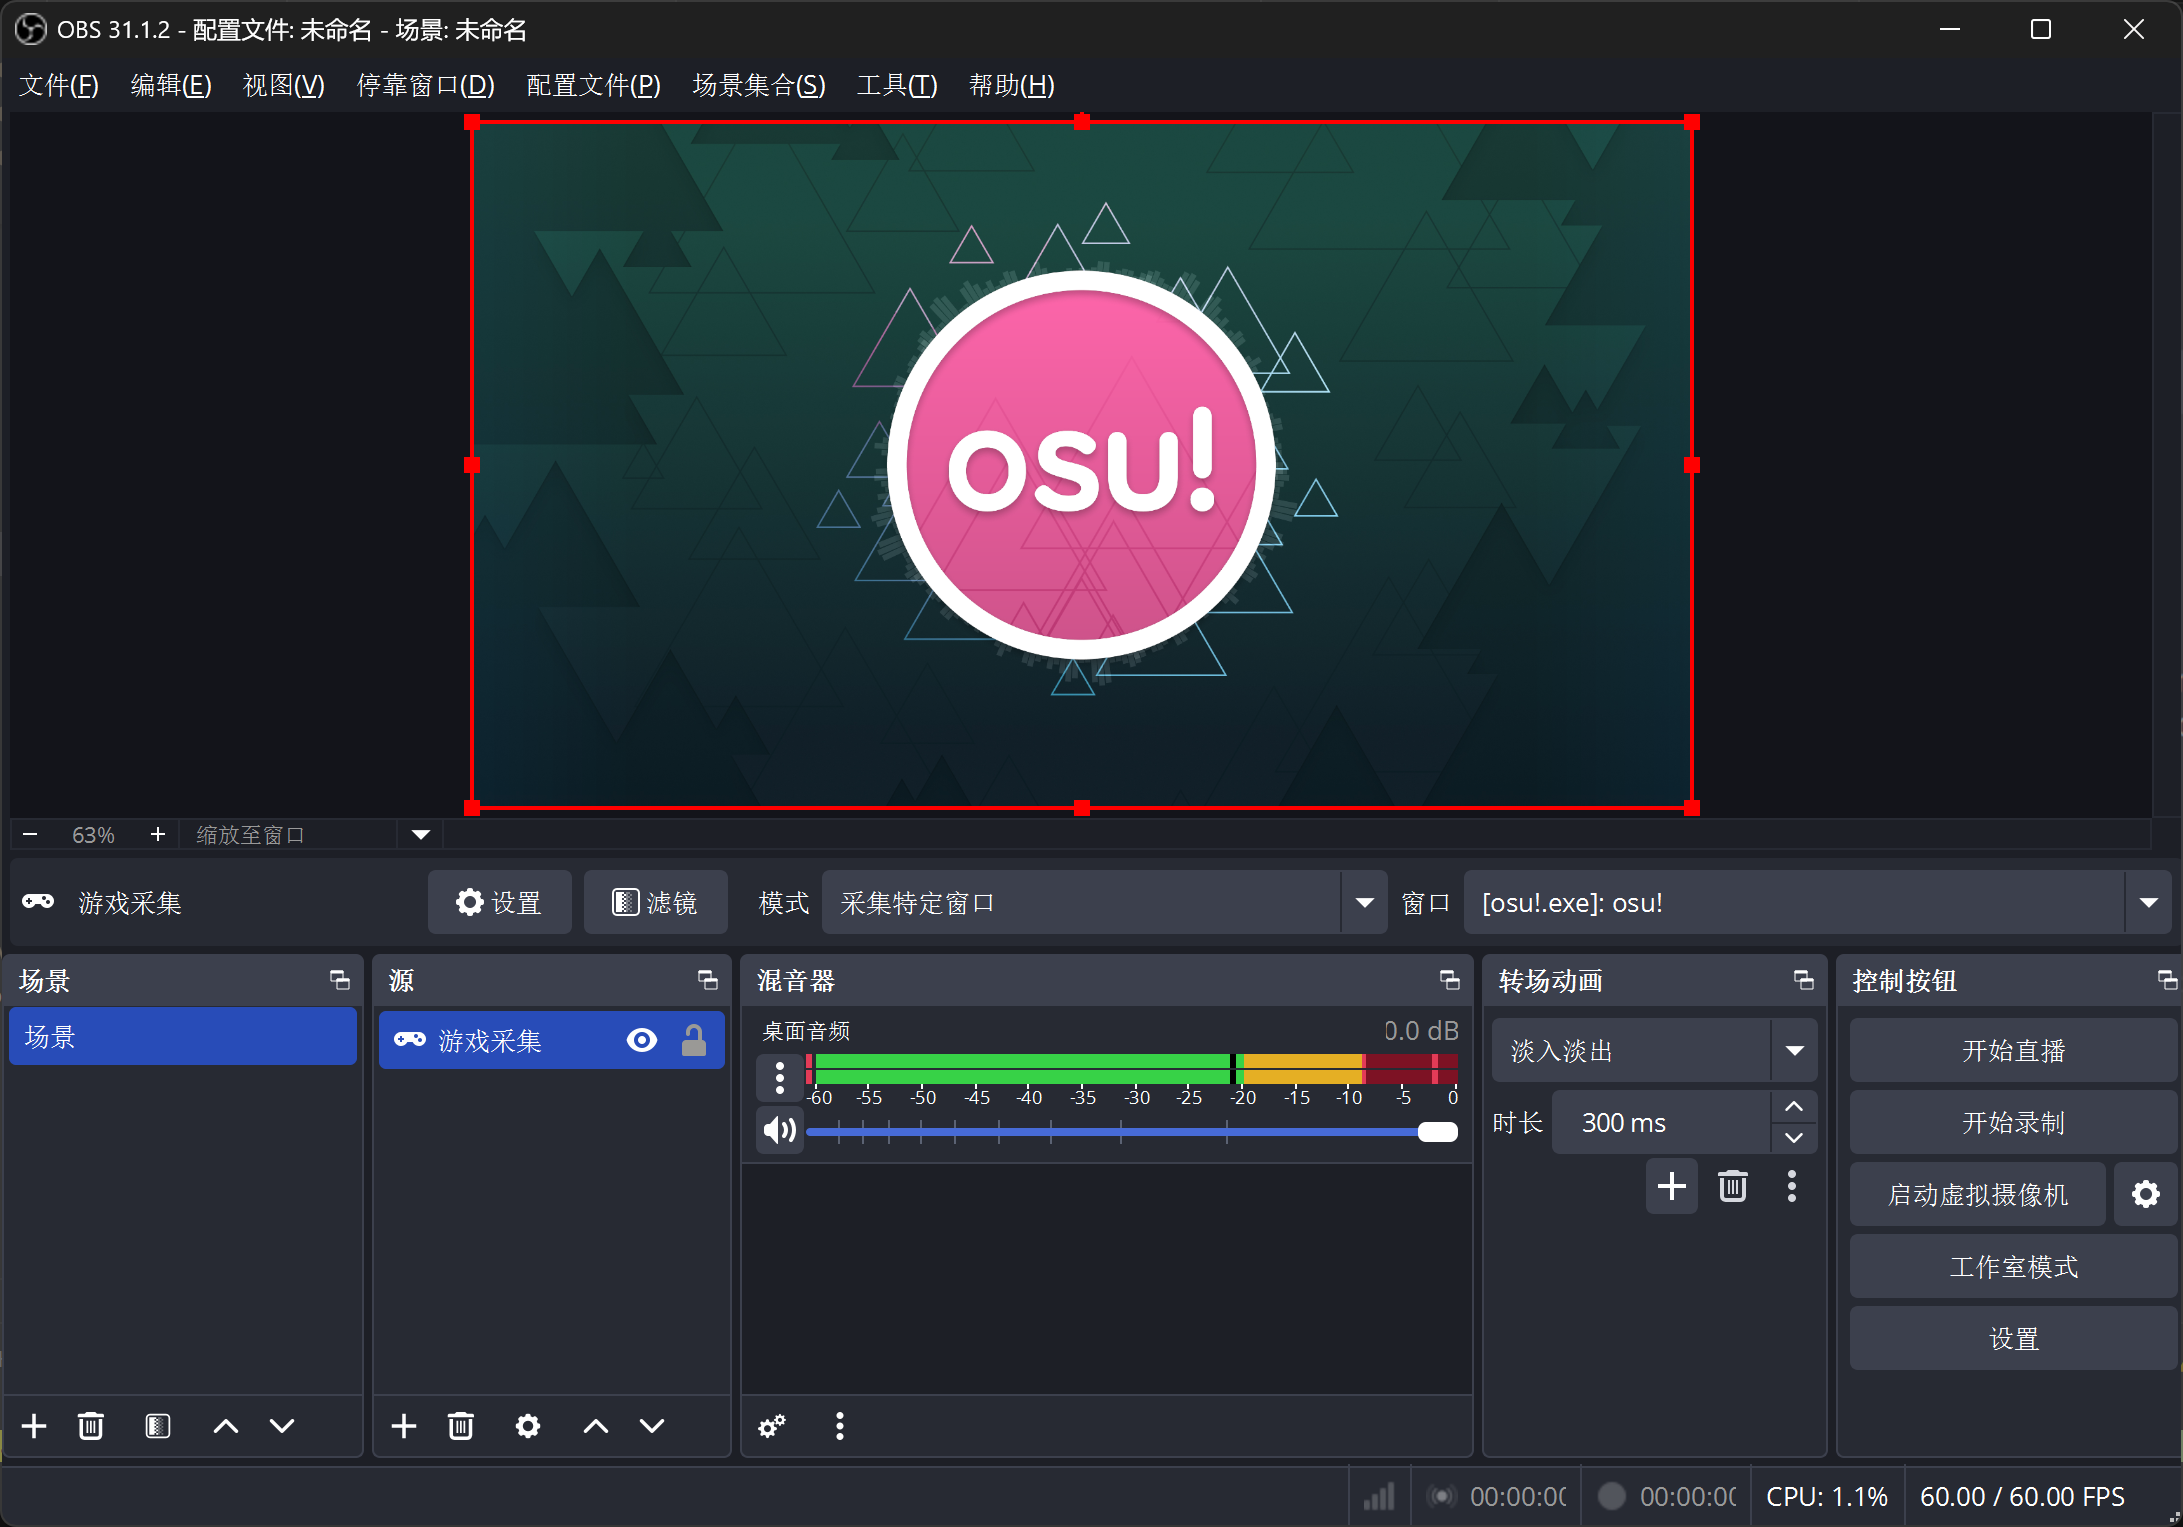 OBS 31.1.2 - 配置文件: 未命名 - 场景: 未命名
文件(F) 编辑(E) 视图(V) 停靠窗口(D) 配置文件(P) 场景集合(S) 工具(T) 帮助(H)
osu!
63% 缩放至窗口
游戏采集 设置 滤镜 模式 采集特定窗口 窗口 [osu!.exe]: osu!
场景 源 混音器 转场动画 控制按钮
场景
游戏采集
桌面音频 0.0 dB
-60 -55 -50 -45 -40 -35 -30 -25 -20 -15 -10 -5 0
淡入淡出
时长 300 ms
开始直播
开始录制
启动虚拟摄像机
工作室模式
设置
00:00:00 00:00:00 CPU: 1.1% 60.00 / 60.00 FPS